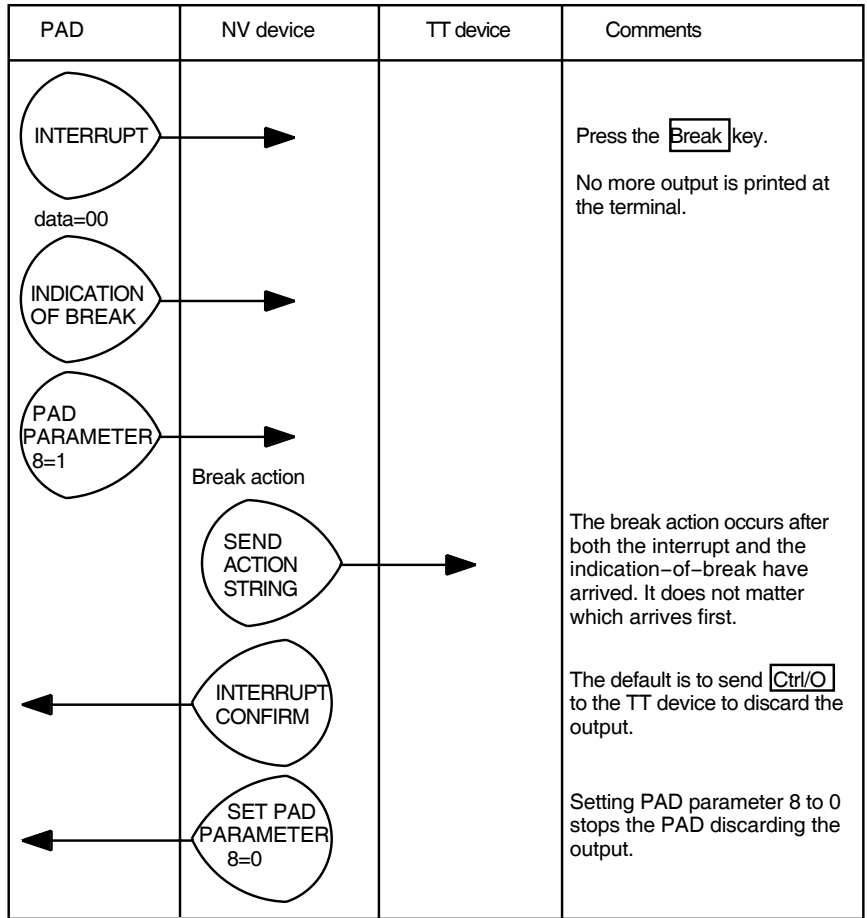 PAD NV device TT device Comments
INTERRUPT
Press the Break key.
No more output is printed at
the terminal.
data=00
INDICATION
OF BREAK
PAD
PARAMETER
8=1
Break action
SEND
ACTION
STRING
The break action occurs after
both the interrupt and the
indication–of–break have
arrived. It does not matter
which arrives first.
INTERRUPT
CONFIRM
The default is to send Ctrl/O
to the TT device to discard the
output.
SET PAD
PARAMETER
8=0
Setting PAD parameter 8 to 0
stops the PAD discarding the
output.